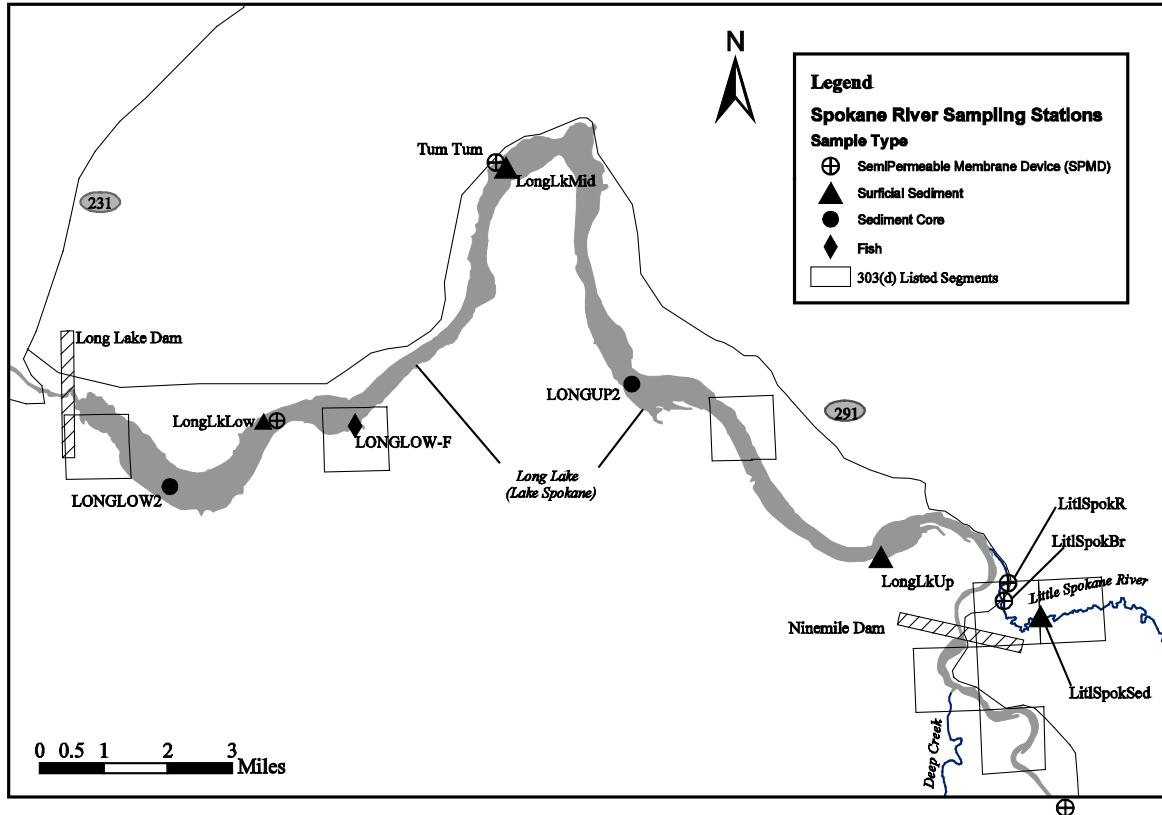 N
Legend
Spokane River Sampling Stations
Sample Type
SemiPermeable Membrane Device (SPMD)
Surficial Sediment
Sediment Core
Fish
303(d) Listed Segments
Tum Tum
LongLkMid
231
Long Lake Dam
LongLkLow
LONGLOW-F
LONGUP2
291
LONGLOW2
Long Lake
(Lake Spokane)
LitlSpokR
LitlSpokBr
LongLkUp
Little Spokane River
Ninemile Dam
LitlSpokSed
Deep Creek
0 0.5 1 2 3
Miles